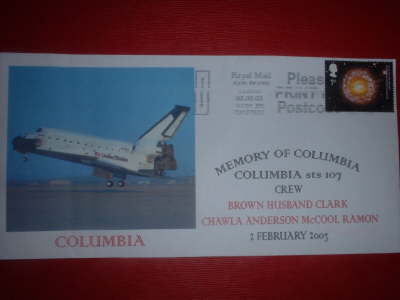 Royal Mail
Please
Postcode
MEMORY OF COLUMBIA
COLUMBIA STS 107
CREW
BROWN HUSBAND CLARK
CHAWLA ANDERSON McCOOL RAMON
2 FEBRUARY 2003
COLUMBIA